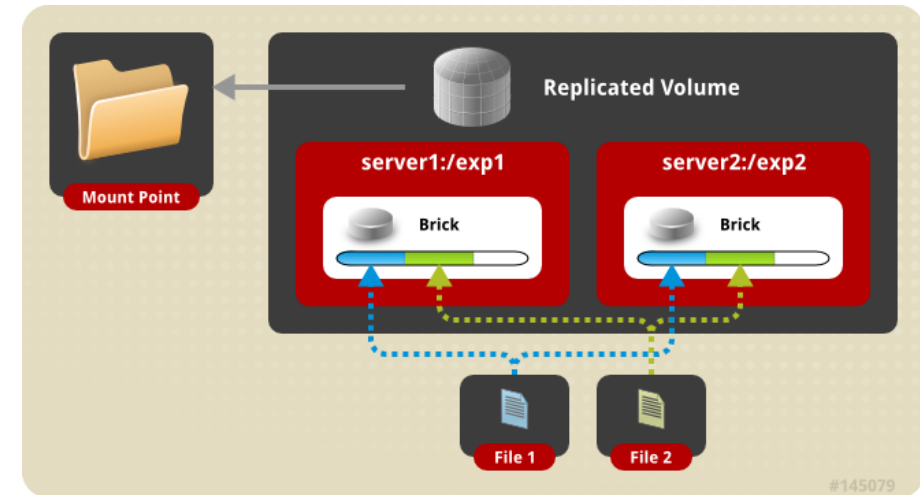 Replicated Volume
Mount Point
server1:/exp1
server2:/exp2
Brick
Brick
File 1
File 2
#145079